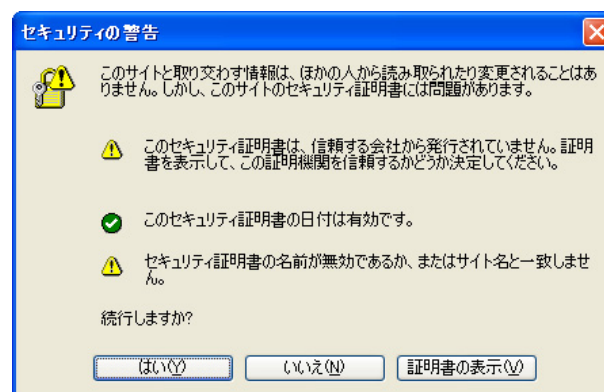 セキュリティの警告
このサイトと取り交わす情報は、ほかの人から読み取られたり変更されることはあ
りません。しかし、このサイトのセキュリティ証明書には問題があります。
このセキュリティ証明書は、信頼する会社から発行されていません。証明
書を表示して、この証明機関を信頼するかどうか決定してください。
このセキュリティ証明書の日付は有効です。
セキュリティ証明書の名前が無効であるか、またはサイト名と一致しませ
ん。
続行しますか?
はい(Y) いいえ(N) 証明書の表示(V)